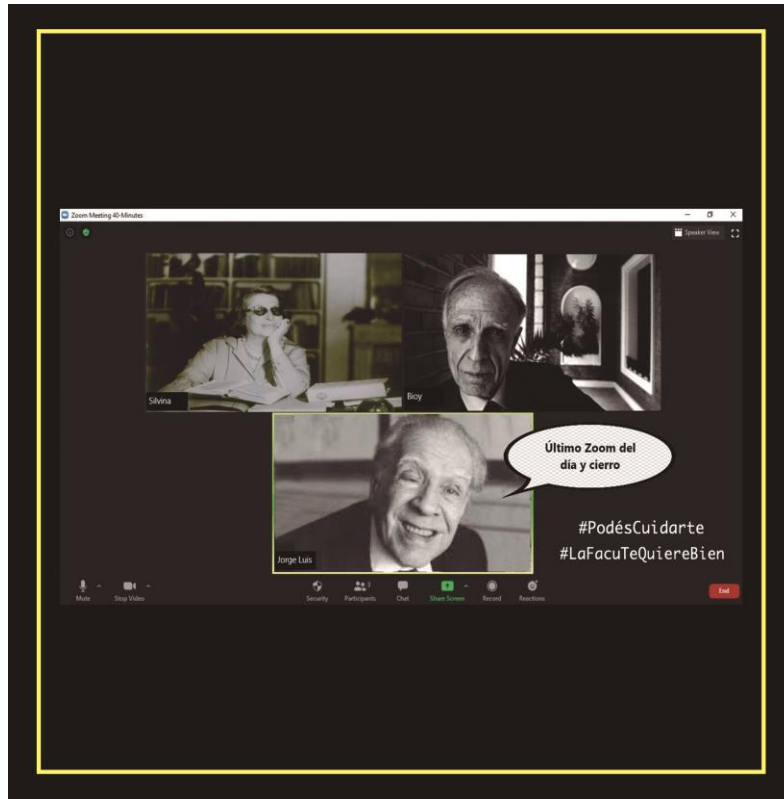 Zoom Meeting 40-Minutes
Speaker View
Silvina
Bioy
Último Zoom del
día y cierro
Jorge Luis
#PodésCuidarte
#LaFacuTeQuiereBien
Mute
Stop Video
Security
Participants
3
Chat
Share Screen
Record
Reactions
End